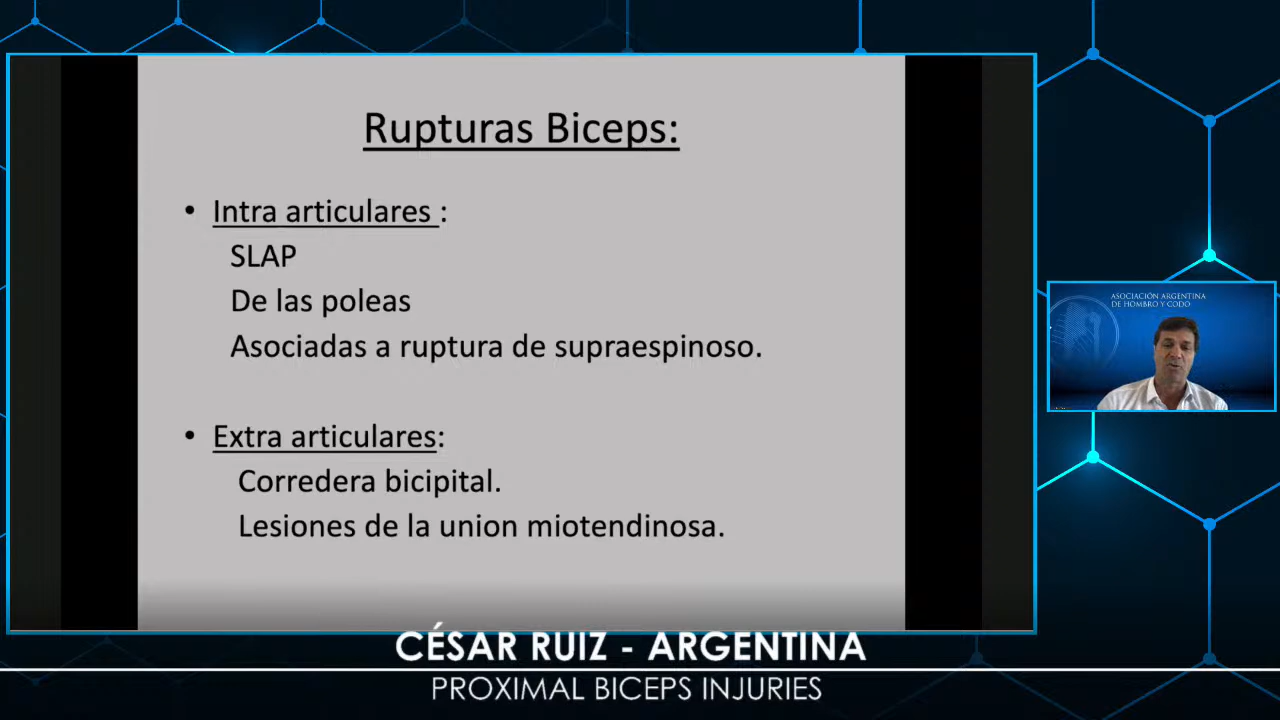 Rupturas Biceps:
• Intra articulares :
SLAP
De las poleas
Asociadas a ruptura de supraespinoso.
• Extra articulares:
Corredera bicipital.
Lesiones de la union miotendinosa.
ASOCIACIÓN ARGENTINA
DE HOMBRO Y CODO
CÉSAR RUIZ - ARGENTINA
PROXIMAL BICEPS INJURIES